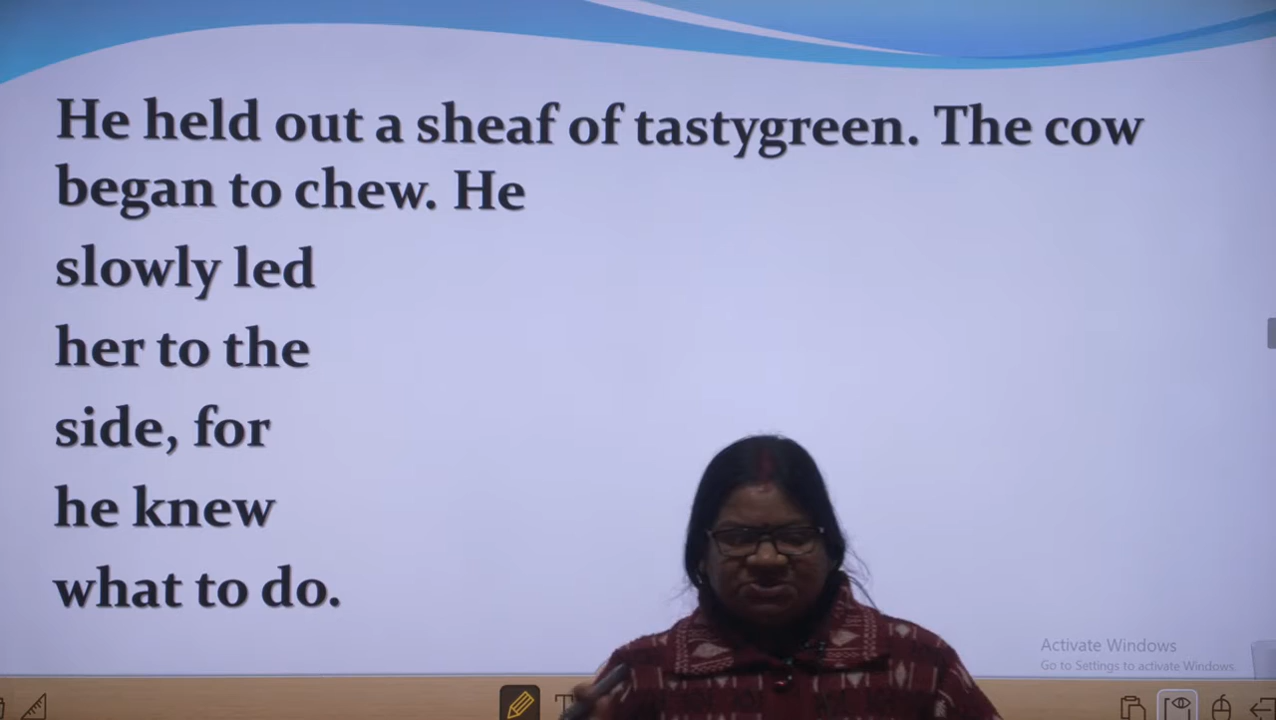 He held out a sheaf of tastygreen. The cow
began to chew. He
slowly led
her to the
side, for
he knew
what to do.
Activate Windows
Go to Settings to activate Windows.